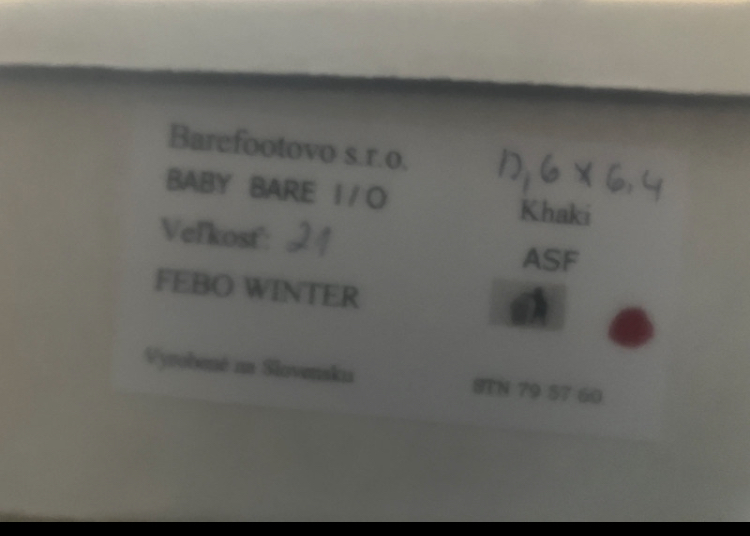 Barefootovo s.r.o.
BABY BARE I/O
Veľkosť: 21
FEBO WINTER
Vyrobené na Slovensku
6 x 6,4
Khaki
ASF
STN 79 57 60